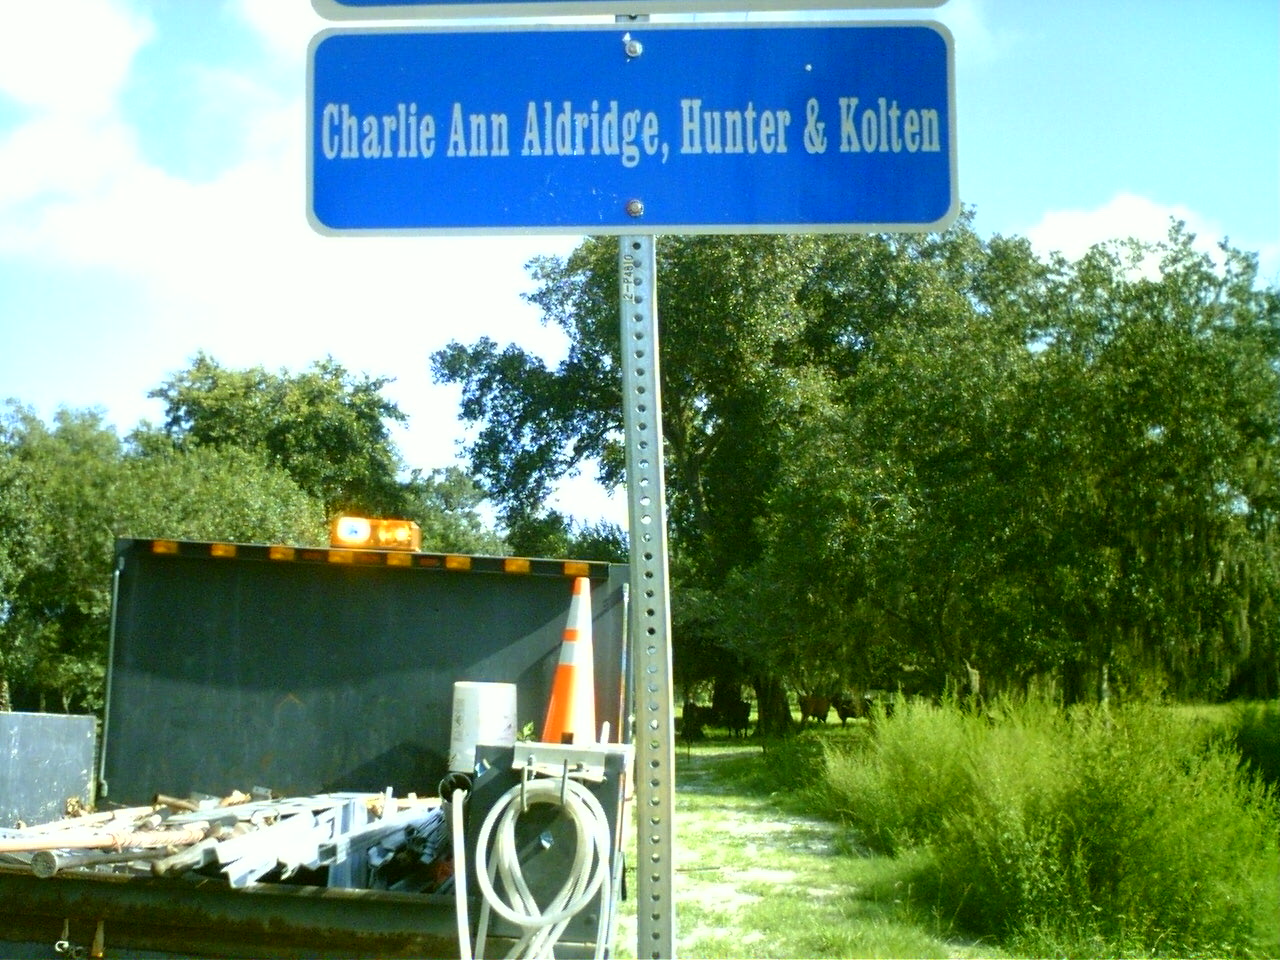 Charlie Ann Aldridge, Hunter & Kolten